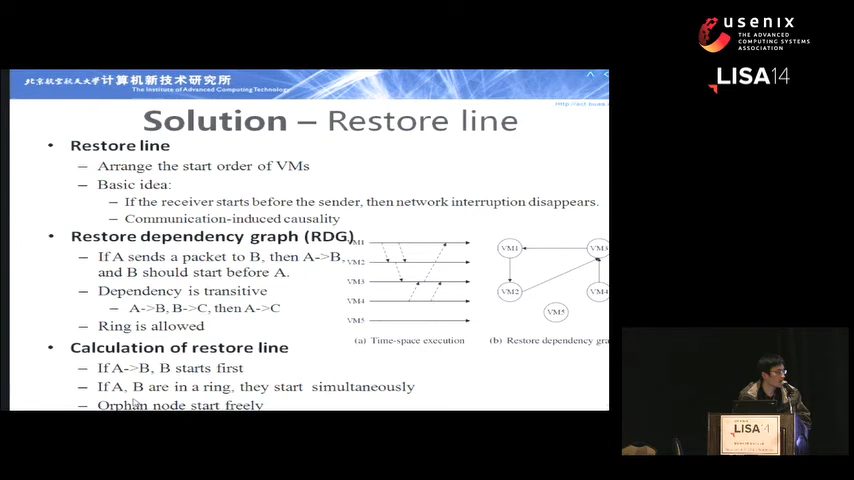 usenix
THE ADVANCED
COMPUTING SYSTEMS
ASSOCIATION
LISA14
北京航空航天大学计算机新技术研究所
The Institute of Advanced Computing Technology
Solution – Restore line
• Restore line
– Arrange the start order of VMs
– Basic idea:
– If the receiver starts before the sender, then network interruption disappears.
– Communication-induced causality
• Restore dependency graph (RDG)
– If A sends a packet to B, then A->B,
and B should start before A.
– Dependency is transitive
– A->B, B->C, then A->C
– Ring is allowed
• Calculation of restore line
– If A->B, B starts first
– If A, B are in a ring, they start simultaneously
– Orphan node start freely
VM1
VM2
VM3
VM4
VM5
(a) Time-space execution
VM1
VM3
VM2
VM4
VM5
(b) Restore dependency gra
LISA14